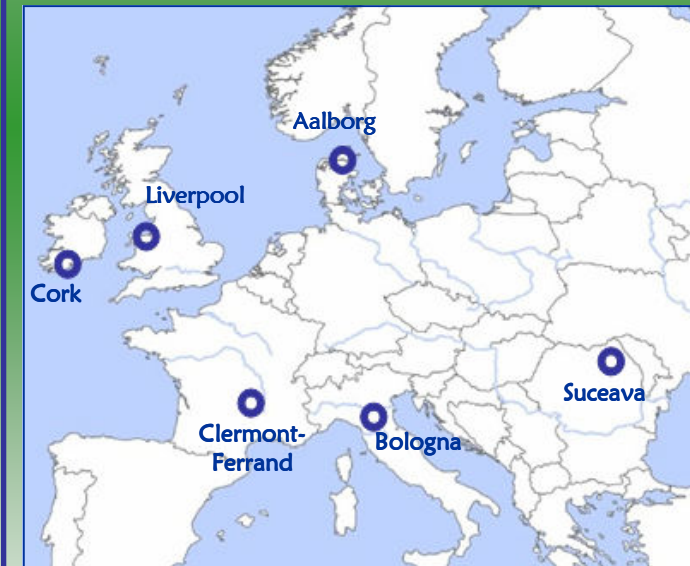 Aalborg
Liverpool
Cork
Suceava
Clermont-
Ferrand
Bologna